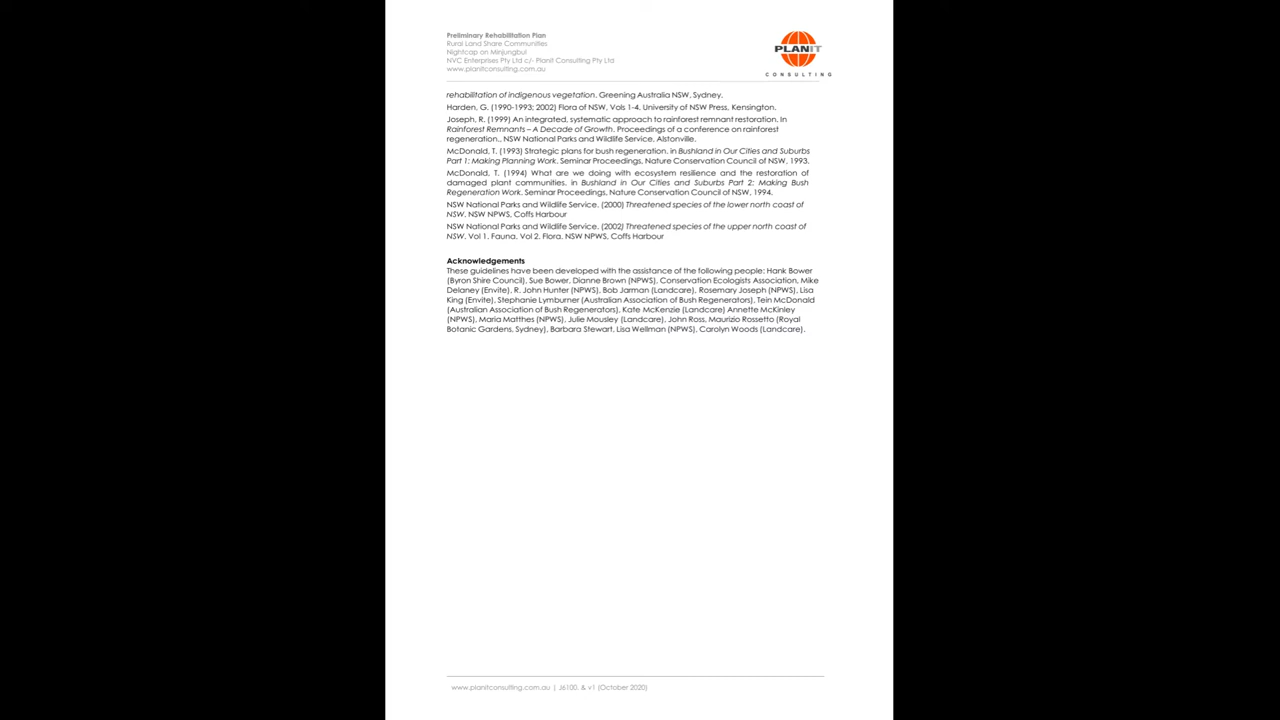 Preliminary Rehabilitation Plan
Rural Land Share Communities
Nightcap on Minjungbul
NVC Enterprises Pty Ltd c/- Planit Consulting Pty Ltd
www.planitconsulting.com.au
PLANIT
CONSULTING
rehabilitation of indigenous vegetation. Greening Australia NSW, Sydney.
Harden, G. (1990-1993; 2002) Flora of NSW, Vols 1-4. University of NSW Press, Kensington.
Joseph, R. (1999) An integrated, systematic approach to rainforest remnant restoration. In
Rainforest Remnants – A Decade of Growth. Proceedings of a conference on rainforest
regeneration., NSW National Parks and Wildlife Service, Alstonville.
McDonald, T. (1993) Strategic plans for bush regeneration. in Bushland in Our Cities and Suburbs
Part 1: Making Planning Work. Seminar Proceedings, Nature Conservation Council of NSW, 1993.
McDonald, T. (1994) What are we doing with ecosystem resilience and the restoration of
damaged plant communities. in Bushland in Our Cities and Suburbs Part 2: Making Bush
Regeneration Work. Seminar Proceedings, Nature Conservation Council of NSW, 1994.
NSW National Parks and Wildlife Service. (2000) Threatened species of the lower north coast of
NSW. NSW NPWS, Coffs Harbour
NSW National Parks and Wildlife Service. (2002) Threatened species of the upper north coast of
NSW. Vol 1. Fauna, Vol 2. Flora. NSW NPWS, Coffs Harbour
Acknowledgements
These guidelines have been developed with the assistance of the following people: Hank Bower
(Byron Shire Council), Sue Bower, Dianne Brown (NPWS), Conservation Ecologists Association, Mike
Delaney (Envite), R. John Hunter (NPWS), Bob Jarman (Landcare), Rosemary Joseph (NPWS), Lisa
King (Envite), Stephanie Lymburner (Australian Association of Bush Regenerators), Tein McDonald
(Australian Association of Bush Regenerators), Kate McKenzie (Landcare) Annette McKinley
(NPWS), Maria Matthes (NPWS), Julie Mousley (Landcare), John Ross, Maurizio Rossetto (Royal
Botanic Gardens, Sydney), Barbara Stewart, Lisa Wellman (NPWS), Carolyn Woods (Landcare).
www.planitconsulting.com.au | J6100. & v1 (October 2020)